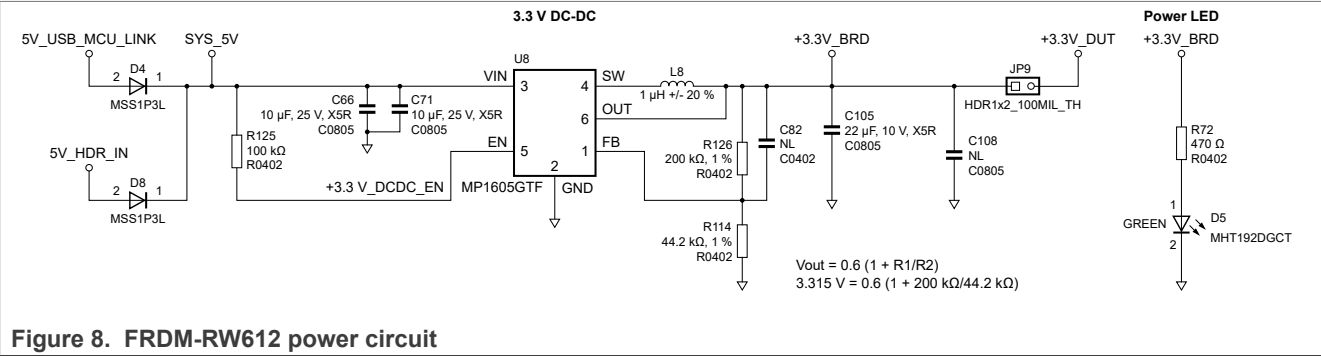 3.3 V DC-DC
Power LED
5V_USB_MCU_LINK
SYS_5V
+3.3V_BRD
+3.3V_DUT
+3.3V_BRD
D4
2
1
MSS1P3L
5V_HDR_IN
D8
2
1
MSS1P3L
R125
100 kΩ
R0402
C66
10 µF, 25 V, X5R
C0805
C71
10 µF, 25 V, X5R
C0805
+3.3 V_DCDC_EN
U8
VIN
3
EN
5
4
SW
6
OUT
1
FB
2
GND
MP1605GTF
L8
1 µH +/- 20 %
R126
200 kΩ, 1 %
R0402
C82
NL
C0402
R114
44.2 kΩ, 1 %
R0402
C105
22 µF, 10 V, X5R
C0805
C108
NL
C0805
JP9
HDR1x2_100MIL_TH
R72
470 Ω
R0402
1
GREEN
2
D5
MHT192DGCT
Vout = 0.6 (1 + R1/R2)
3.315 V = 0.6 (1 + 200 kΩ/44.2 kΩ)
Figure 8. FRDM-RW612 power circuit